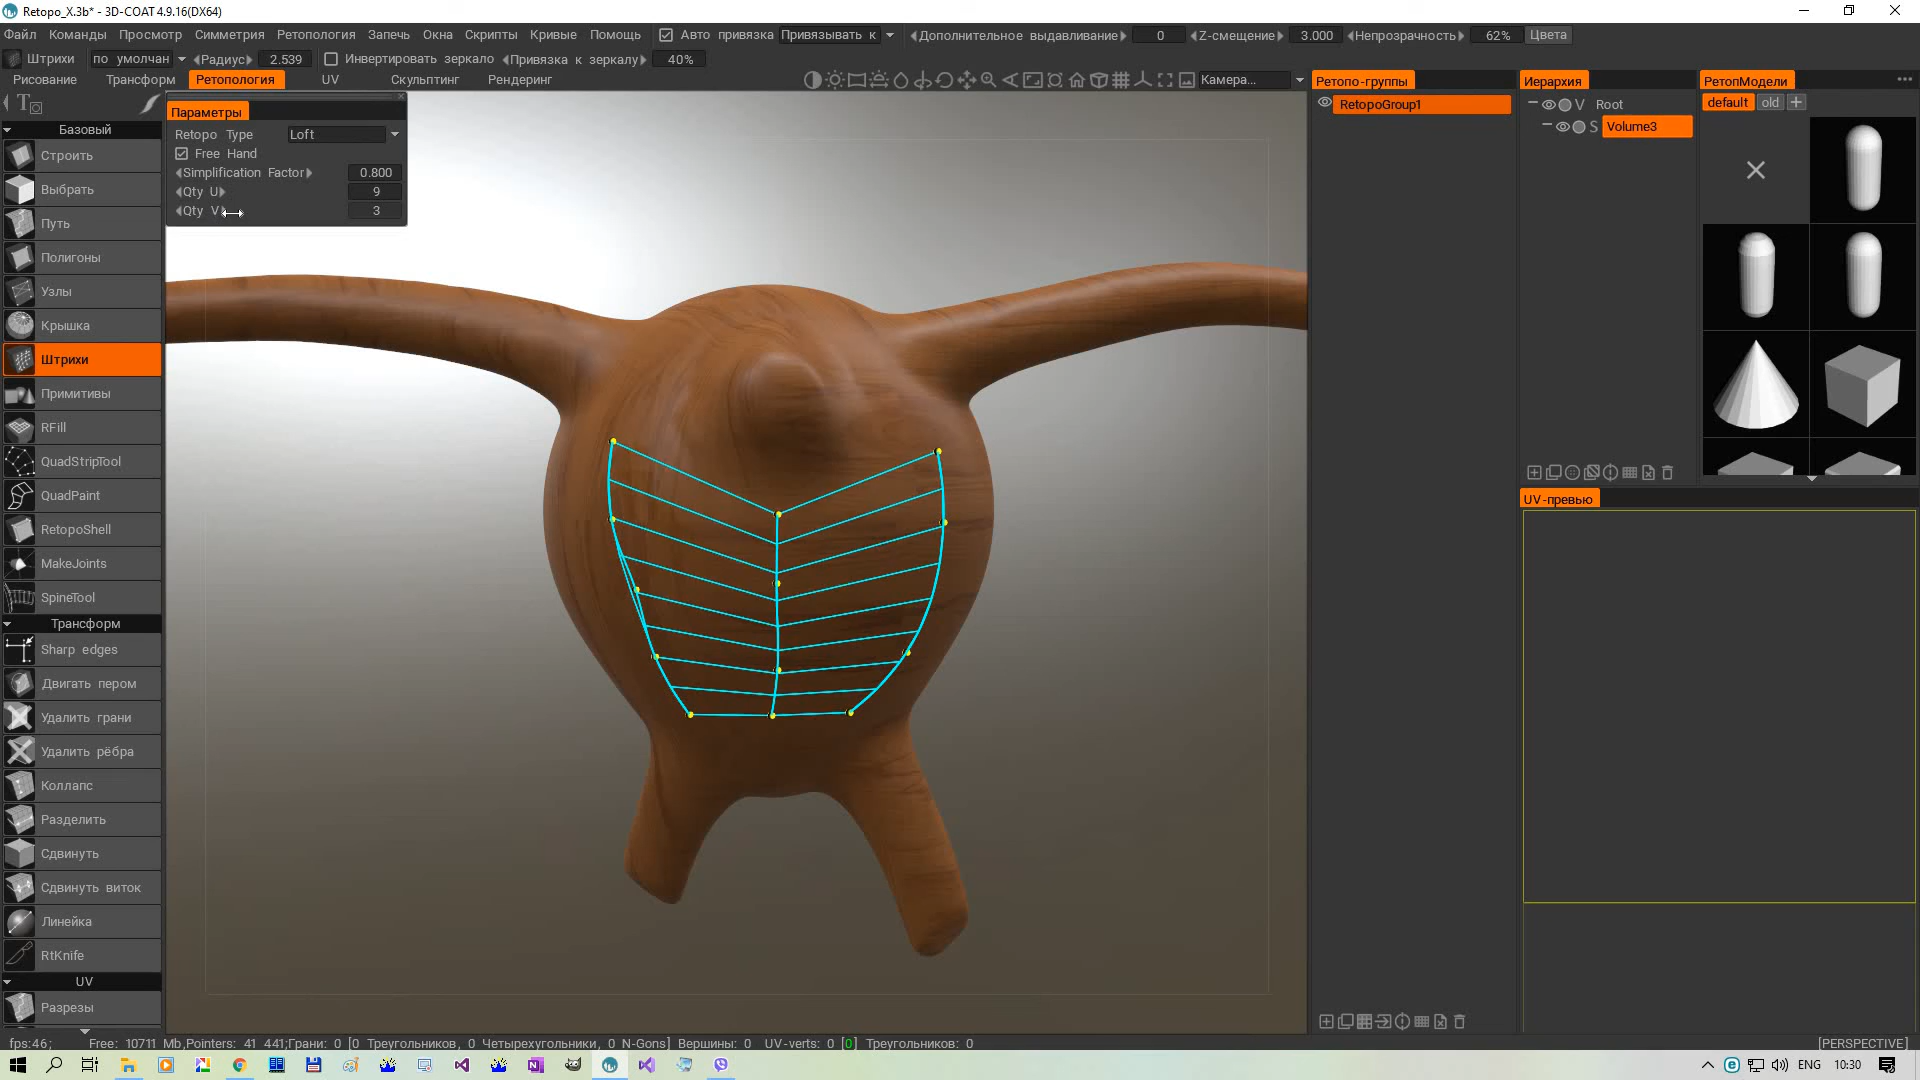 Retopo_X.3b* - 3D-COAT 4.9.16(DX64)
Файл Команды Просмотр Симметрия Ретопология Запечь Окна Скрипты Кривые Помощь Авто привязка Привязывать к Дополнительное выдавливание 0 Z-смещение 3.000 Непрозрачность 62% Цвета
Штрихи по умолчан Радиус 2.539 Инвертировать зеркало Привязка к зеркалу 40%
Рисование Трансформ Ретопология UV Скульптинг Рендеринг Камера...
Параметры
Retopo Type Loft
Free Hand
Simplification Factor 0.800
Qty U 9
Qty V 3
Базовый
Строить
Выбрать
Путь
Полигоны
Узлы
Крышка
Штрихи
Примитивы
RFill
QuadStripTool
QuadPaint
RetopoShell
MakeJoints
SpineTool
Трансформ
Sharp edges
Двигать пером
Удалить грани
Удалить рёбра
Коллапс
Разделить
Сдвинуть
Сдвинуть виток
Линейка
RtKnife
UV
Разрезы
Ретопо-группы
RetopoGroup1
Иерархия
V Root
S Volume3
РетопМодели
default old +
UV-превью
fps:46; Free: 10711 Mb,Pointers: 41 441;Грани: 0 [0 Треугольников, 0 Четырехугольники, 0 N-Gons] Вершины: 0 UV-verts: 0 [0] Треугольников: 0 [PERSPECTIVE]
ENG 10:30